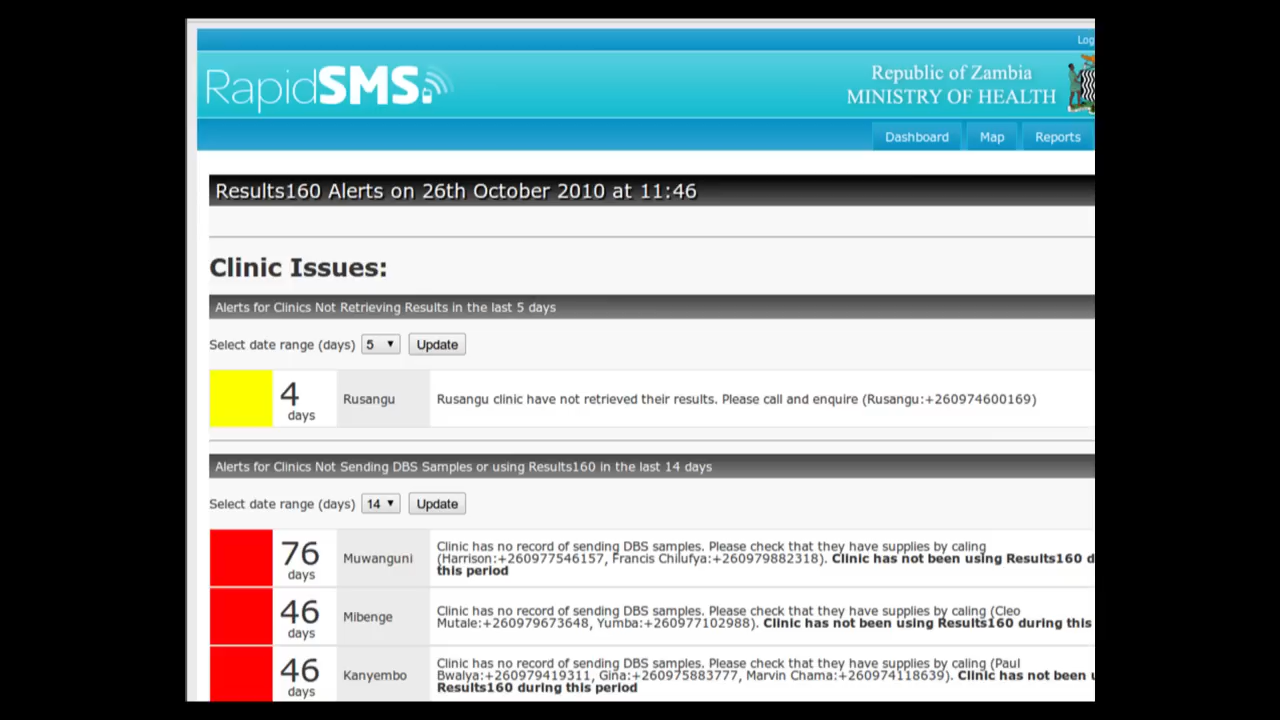 Log
RapidSMS
Republic of Zambia
MINISTRY OF HEALTH
Dashboard Map Reports
Results160 Alerts on 26th October 2010 at 11:46
Clinic Issues:
Alerts for Clinics Not Retrieving Results in the last 5 days
Select date range (days) 5 Update
4 days Rusangu Rusangu clinic have not retrieved their results. Please call and enquire (Rusangu:+260974600169)
Alerts for Clinics Not Sending DBS Samples or using Results160 in the last 14 days
Select date range (days) 14 Update
76 days Muwanguni Clinic has no record of sending DBS samples. Please check that they have supplies by caling
(Harrison:+260977546157, Francis Chilufya:+260979882318). Clinic has not been using Results160 d
this period
46 days Mibenge Clinic has no record of sending DBS samples. Please check that they have supplies by caling (Cleo
Mutale:+260979673648, Yumba:+260977102988). Clinic has not been using Results160 during this
46 days Kanyembo Clinic has no record of sending DBS samples. Please check that they have supplies by caling (Paul
Bwalya:+260979419311, Gina:+260975883777, Marvin Chama:+260974118639). Clinic has not been u
Results160 during this period